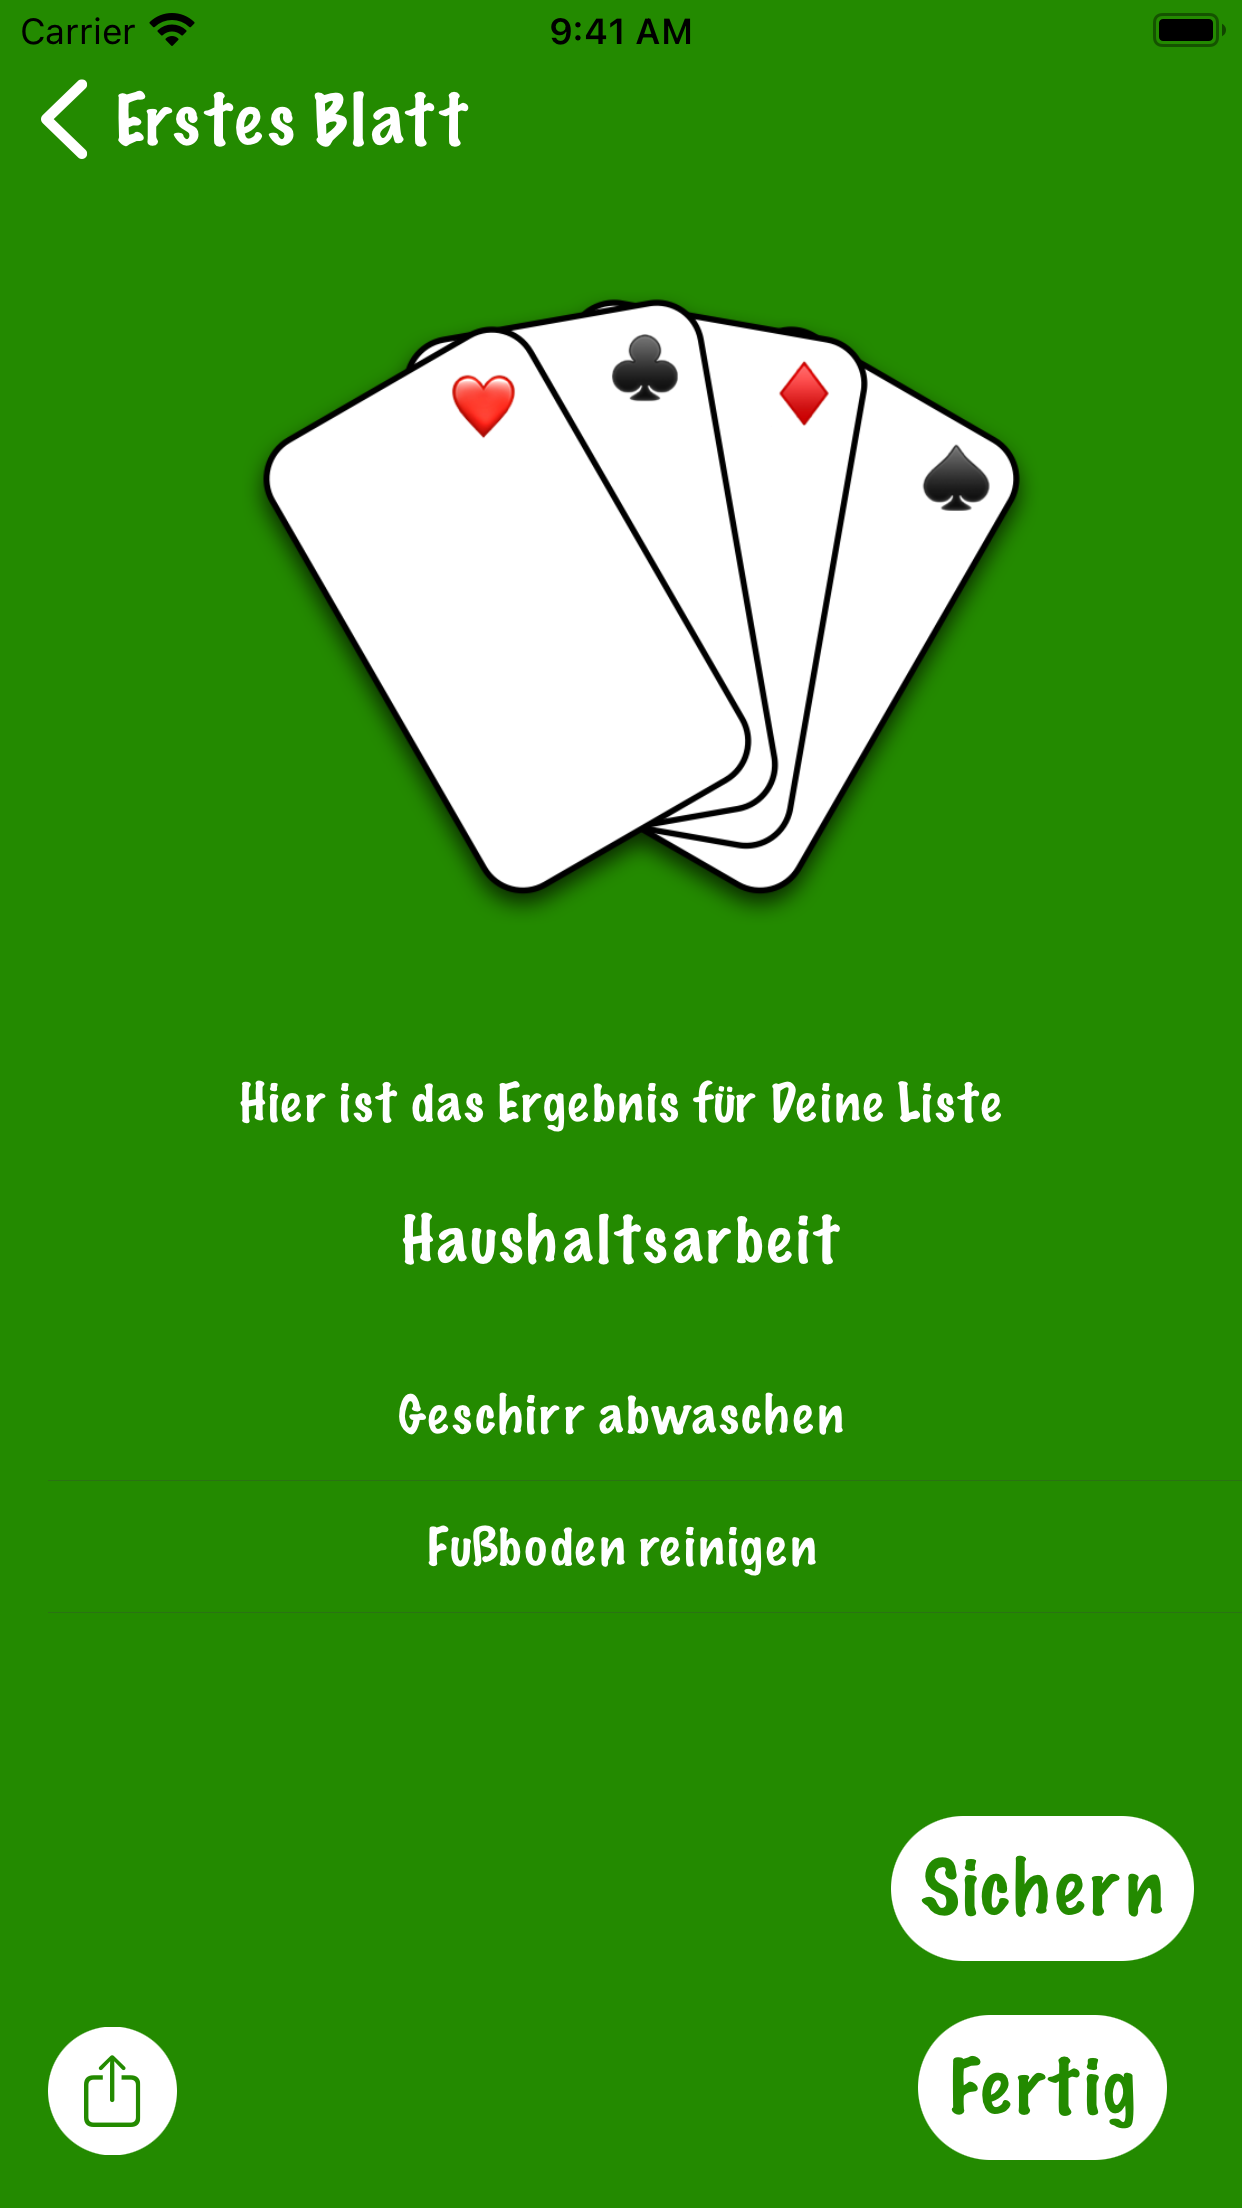 Carrier 9:41 AM
Erstes Blatt
Hier ist das Ergebnis für Deine Liste
Haushaltsarbeit
Geschirr abwaschen
Fußboden reinigen
Sichern
Fertig